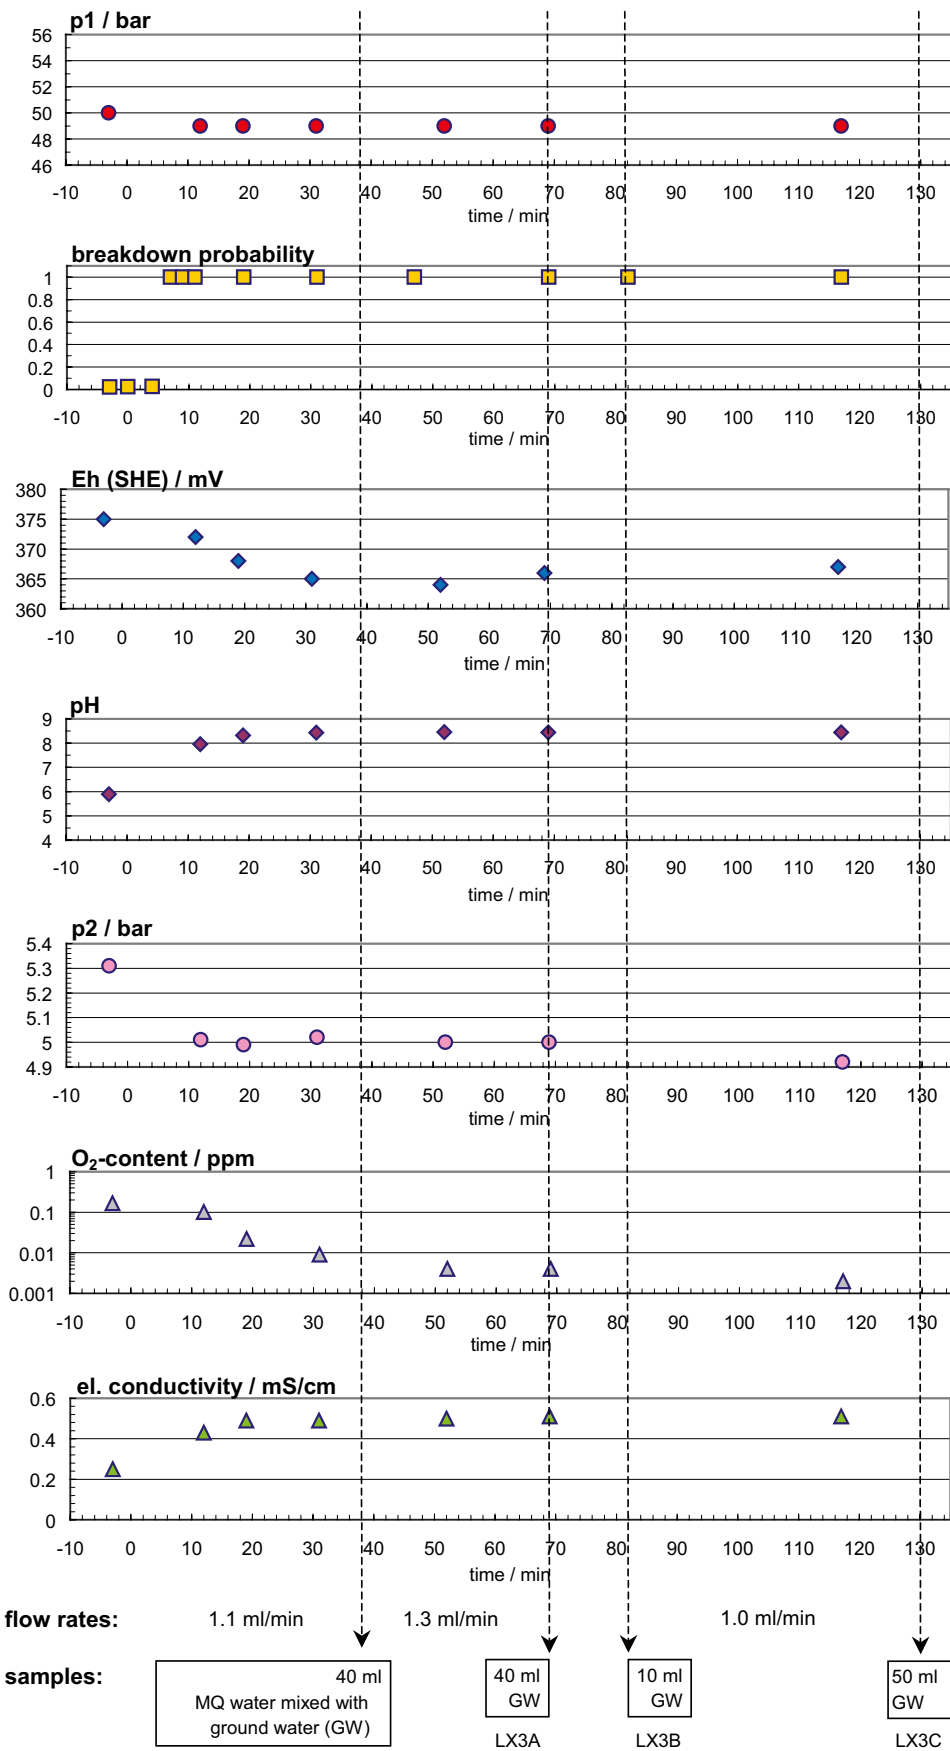 p1 / bar
56
54
52
50
48
46
-10 0 10 20 30 40 50 60 70 80 90 100 110 120 130
time / min
breakdown probability
1
0.8
0.6
0.4
0.2
0
-10 0 10 20 30 40 50 60 70 80 90 100 110 120 130
time / min
Eh (SHE) / mV
380
375
370
365
360
-10 0 10 20 30 40 50 60 70 80 90 100 110 120 130
time / min
pH
9
8
7
6
5
4
-10 0 10 20 30 40 50 60 70 80 90 100 110 120 130
time / min
p2 / bar
5.4
5.3
5.2
5.1
5
4.9
-10 0 10 20 30 40 50 60 70 80 90 100 110 120 130
time / min
O₂-content / ppm
1
0.1
0.01
0.001
-10 0 10 20 30 40 50 60 70 80 90 100 110 120 130
time / min
el. conductivity / mS/cm
0.6
0.4
0.2
0
-10 0 10 20 30 40 50 60 70 80 90 100 110 120 130
time / min
flow rates: 1.1 ml/min 1.3 ml/min 1.0 ml/min
samples:
40 ml
MQ water mixed with
ground water (GW)
40 ml
GW
LX3A
10 ml
GW
LX3B
50 ml
GW
LX3C